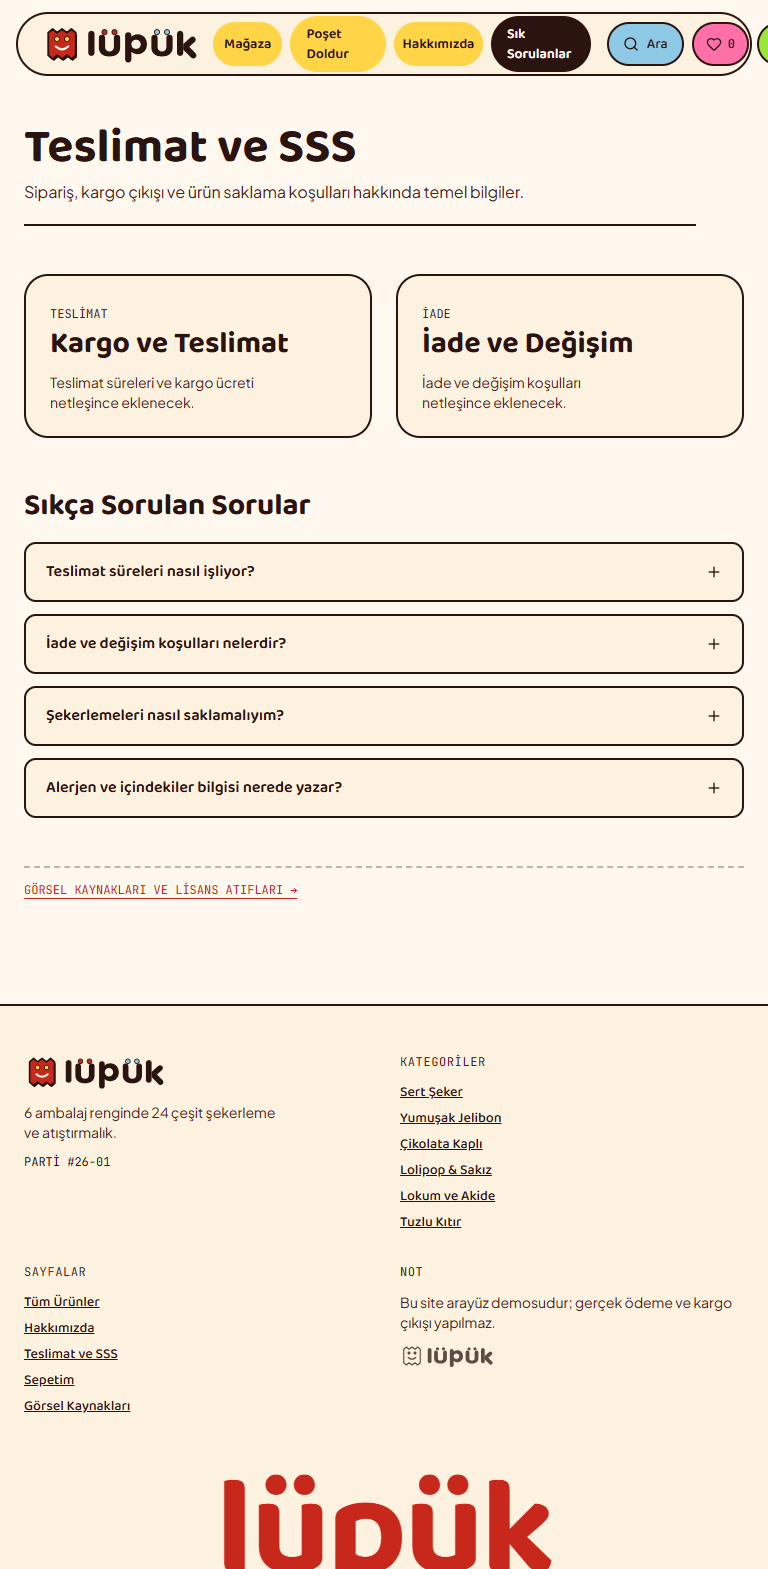 lüpük
Mağaza
Poşet
Doldur
Hakkımızda
Sık
Sorulanlar
Ara
0
Teslimat ve SSS
Sipariş, kargo çıkışı ve ürün saklama koşulları hakkında temel bilgiler.
TESLİMAT
Kargo ve Teslimat
Teslimat süreleri ve kargo ücreti
netleşince eklenecek.
İADE
İade ve Değişim
İade ve değişim koşulları
netleşince eklenecek.
Sıkça Sorulan Sorular
Teslimat süreleri nasıl işliyor?
İade ve değişim koşulları nelerdir?
Şekerlemeleri nasıl saklamalıyım?
Alerjen ve içindekiler bilgisi nerede yazar?
GÖRSEL KAYNAKLARI VE LİSANS ATIFLARI →
lüpük
6 ambalaj renginde 24 çeşit şekerleme
ve atıştırmalık.
PARTİ #26-01
KATEGORİLER
Sert Şeker
Yumuşak Jelibon
Çikolata Kaplı
Lolipop & Sakız
Lokum ve Akide
Tuzlu Kıtır
SAYFALAR
Tüm Ürünler
Hakkımızda
Teslimat ve SSS
Sepetim
Görsel Kaynakları
NOT
Bu site arayüz demosudur; gerçek ödeme ve kargo
çıkışı yapılmaz.
lüpük
lüpük